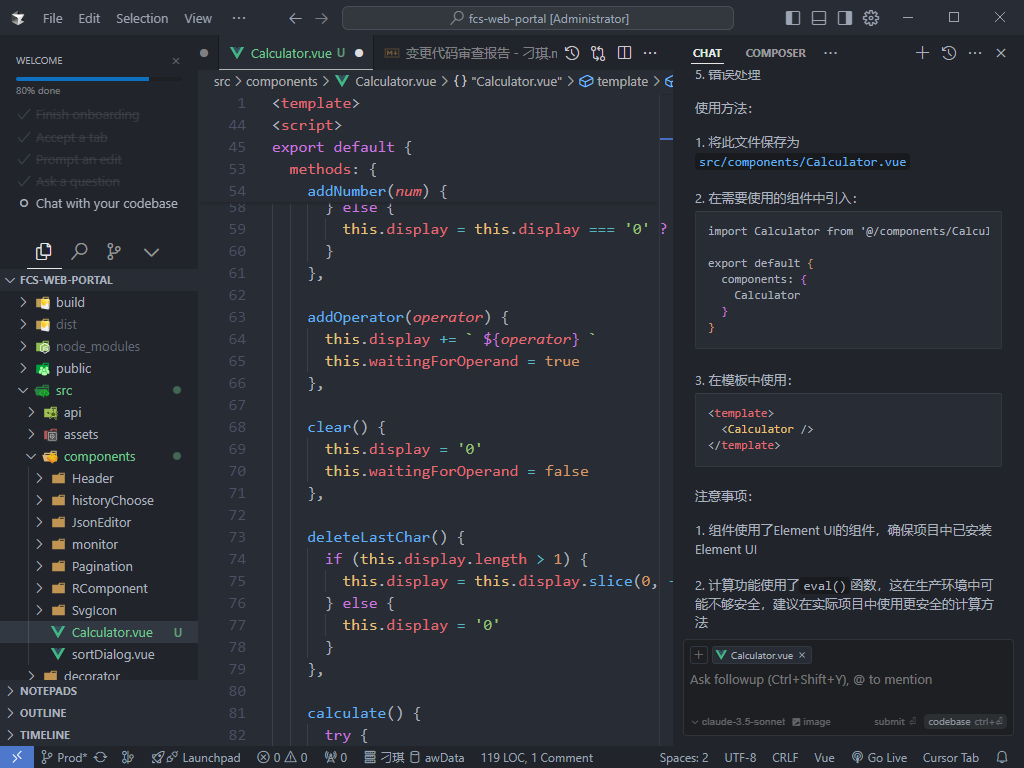 File Edit Selection View ··· fcs-web-portal [Administrator]
WELCOME
80% done
Finish onboarding
Accept a tab
Prompt an edit
Ask a question
Chat with your codebase
FCS-WEB-PORTAL
build
dist
node_modules
public
src
api
assets
components
Header
historyChoose
JsonEditor
monitor
Pagination
RComponent
SvgIcon
Calculator.vue U
sortDialog.vue
decorator
NOTEPADS
OUTLINE
TIMELINE
Calculator.vue U 变更代码审查报告 - 刁琪.m
src > components > Calculator.vue > {} "Calculator.vue" > template >
1 <template>
44 <script>
45 export default {
53 methods: {
54 addNumber(num) {
58 } else {
59 this.display = this.display === '0' ?
60 }
61 },
62
63 addOperator(operator) {
64 this.display += ` ${operator} `
65 this.waitingForOperand = true
66 },
67
68 clear() {
69 this.display = '0'
70 this.waitingForOperand = false
71 },
72
73 deleteLastChar() {
74 if (this.display.length > 1) {
75 this.display = this.display.slice(0, -
76 } else {
77 this.display = '0'
78 }
79 },
80
81 calculate() {
82 try {
CHAT COMPOSER ···
5. 错误处理
使用方法：
1. 将此文件保存为
src/components/Calculator.vue
2. 在需要使用的组件中引入：
import Calculator from '@/components/Calcul
export default {
components: {
Calculator
}
}
3. 在模板中使用：
<template>
<Calculator />
</template>
注意事项：
1. 组件使用了Element UI的组件，确保项目中已安装
Element UI
2. 计算功能使用了 eval() 函数，这在生产环境中可
能不够安全，建议在实际项目中使用更安全的计算方
法
Calculator.vue ×
Ask followup (Ctrl+Shift+Y), @ to mention
claude-3.5-sonnet image submit ⏎ codebase ctrl+⏎
Prod* Launchpad 0 0 0 刁琪 awData 119 LOC, 1 Comment Spaces: 2 UTF-8 CRLF Vue Go Live Cursor Tab